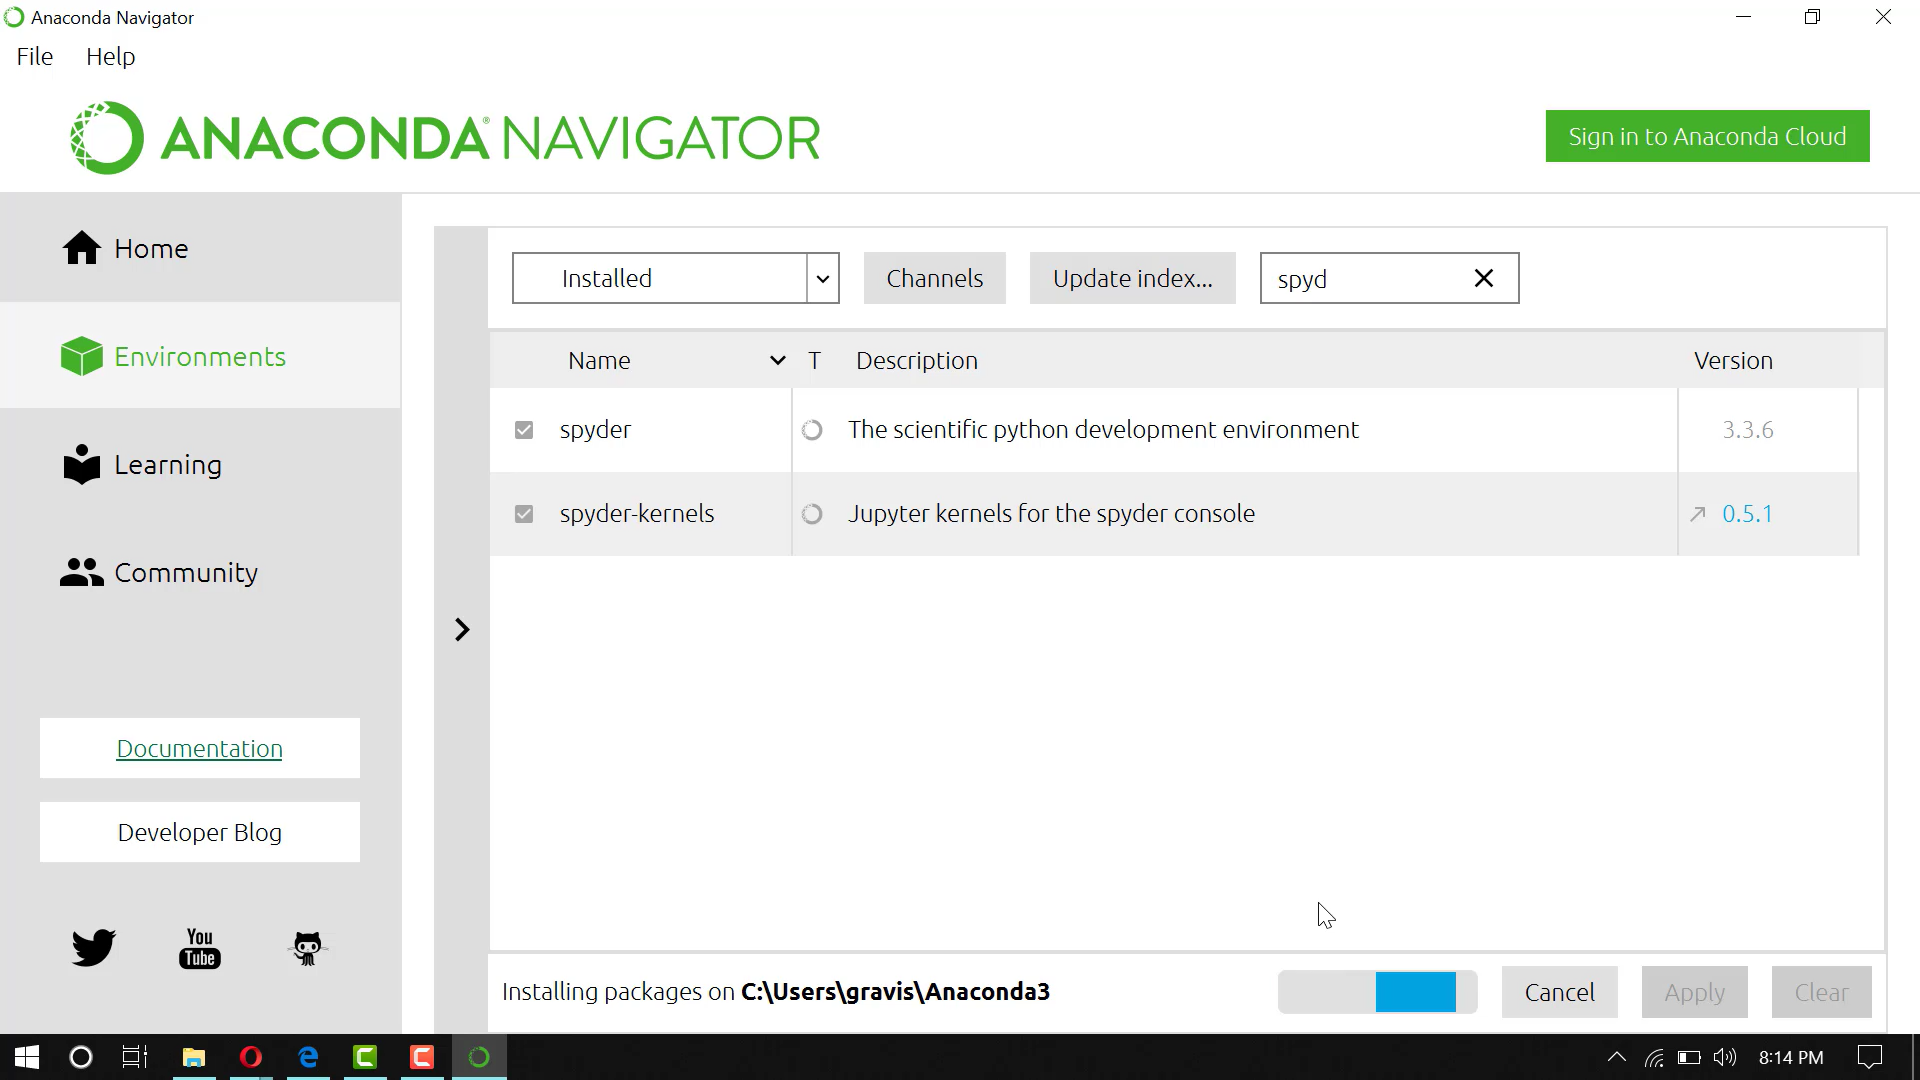 Anaconda Navigator
File Help
ANACONDA® NAVIGATOR
Sign in to Anaconda Cloud
Home
Environments
Learning
Community
Documentation
Developer Blog
You
Tube
Installed Channels Update index... spyd
Name T Description Version
spyder The scientific python development environment 3.3.6
spyder-kernels Jupyter kernels for the spyder console 0.5.1
Installing packages on C:\Users\gravis\Anaconda3 Cancel Apply Clear
8:14 PM